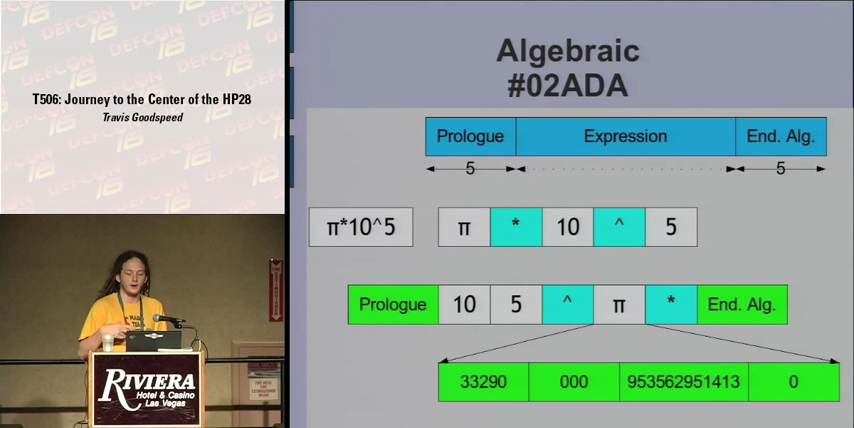 T506: Journey to the Center of the HP28
Travis Goodspeed
Algebraic
#02ADA
Prologue Expression End. Alg.
5 5
π*10^5 π * 10 ^ 5
Prologue 10 5 ^ π * End. Alg.
33290 000 953562951413 0
RIVIERA
Hotel & Casino
Las Vegas
DEFCON
16